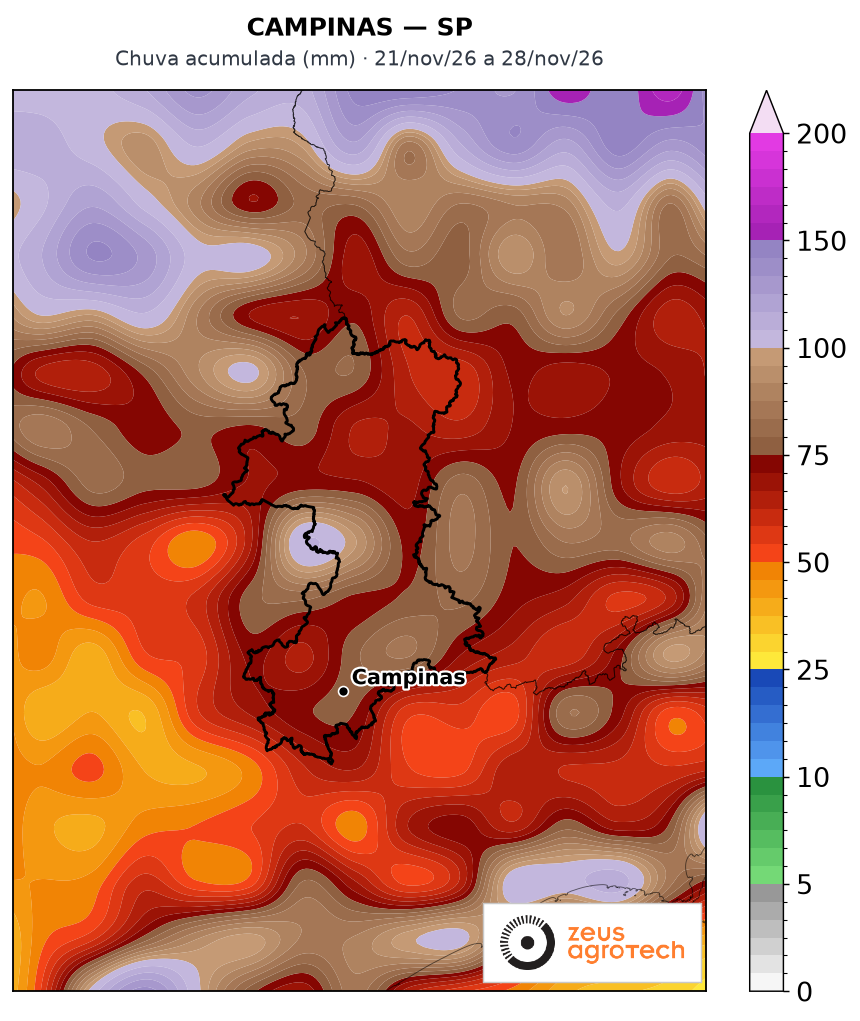 CAMPINAS — SP
Chuva acumulada (mm) · 21/nov/26 a 28/nov/26
200
150
100
75
50
25
10
5
0
Campinas
zeus
agrotech